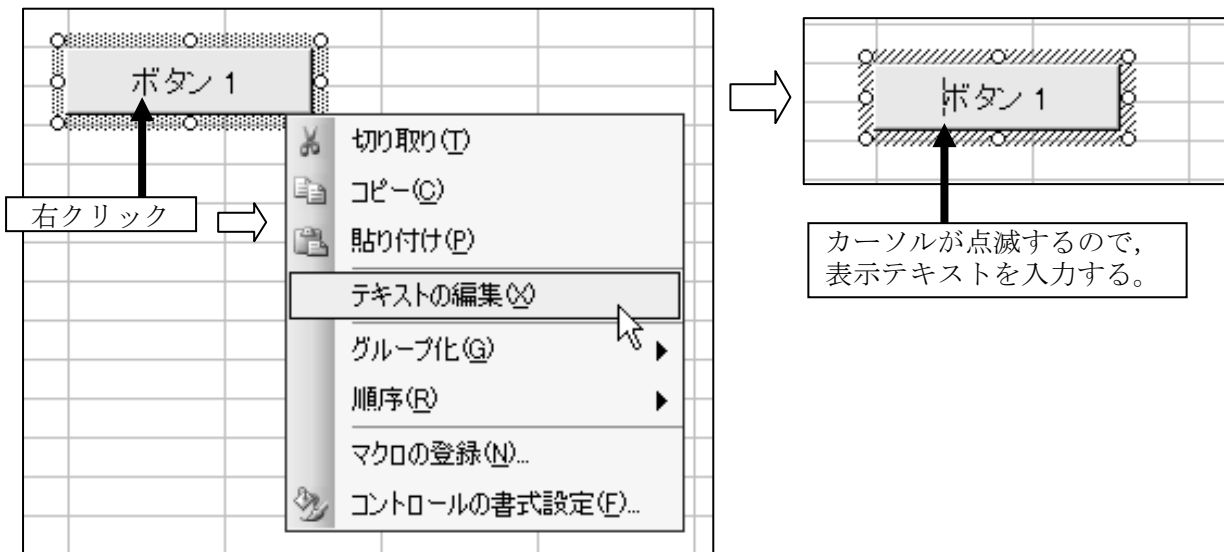 ボタン 1
右クリック
切り取り(T)
コピー(C)
貼り付け(P)
テキストの編集(X)
グループ化(G)
順序(R)
マクロの登録(N)...
コントロールの書式設定(F)...
ボタン 1
カーソルが点滅するので,
表示テキストを入力する。